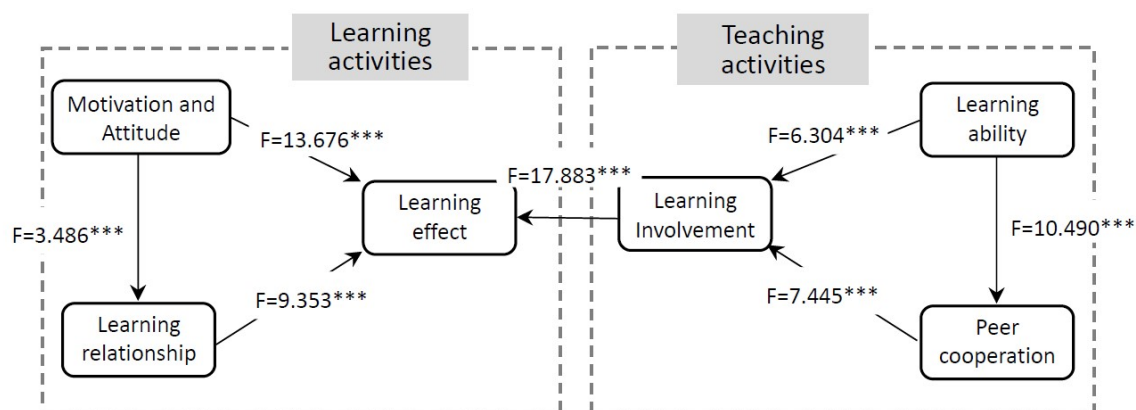 Learning
activities
Teaching
activities
Motivation and
Attitude
Learning
ability
F=13.676***
F=6.304***
F=17.883***
Learning
effect
Learning
Involvement
F=3.486***
F=10.490***
F=9.353***
F=7.445***
Learning
relationship
Peer
cooperation